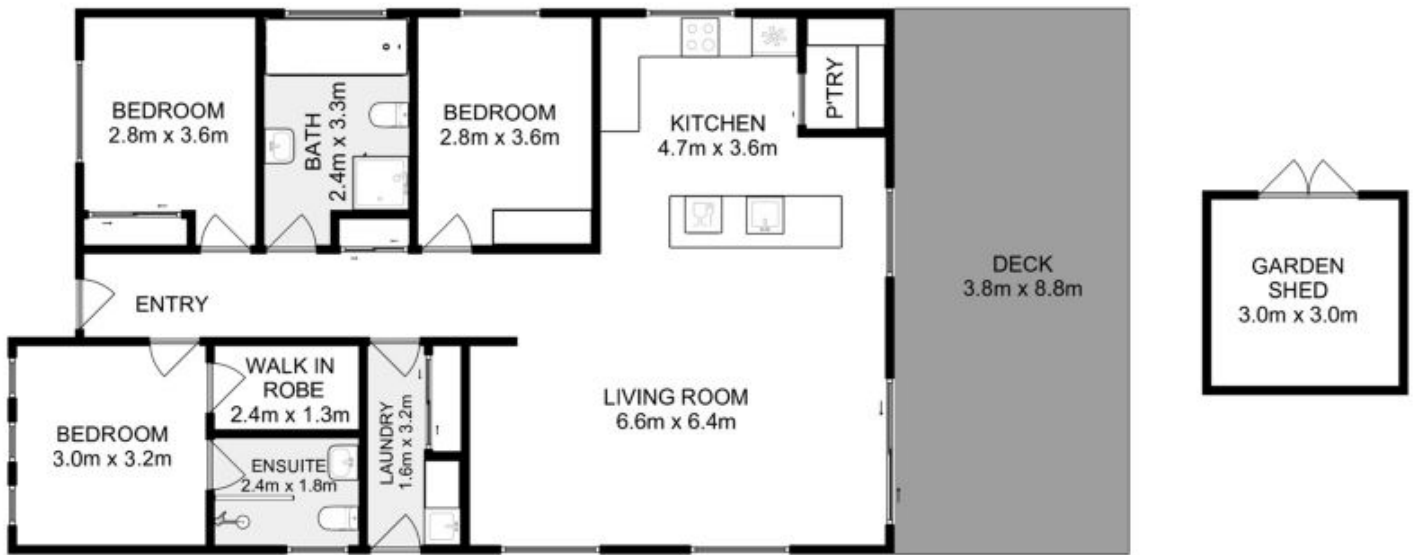 BEDROOM
2.8m x 3.6m
BATH
2.4m x 3.3m
BEDROOM
2.8m x 3.6m
KITCHEN
4.7m x 3.6m
P'TRY
DECK
3.8m x 8.8m
GARDEN
SHED
3.0m x 3.0m
ENTRY
WALK IN
ROBE
2.4m x 1.3m
BEDROOM
3.0m x 3.2m
ENSUITE
2.4m x 1.8m
LAUNDRY
1.6m x 3.2m
LIVING ROOM
6.6m x 6.4m